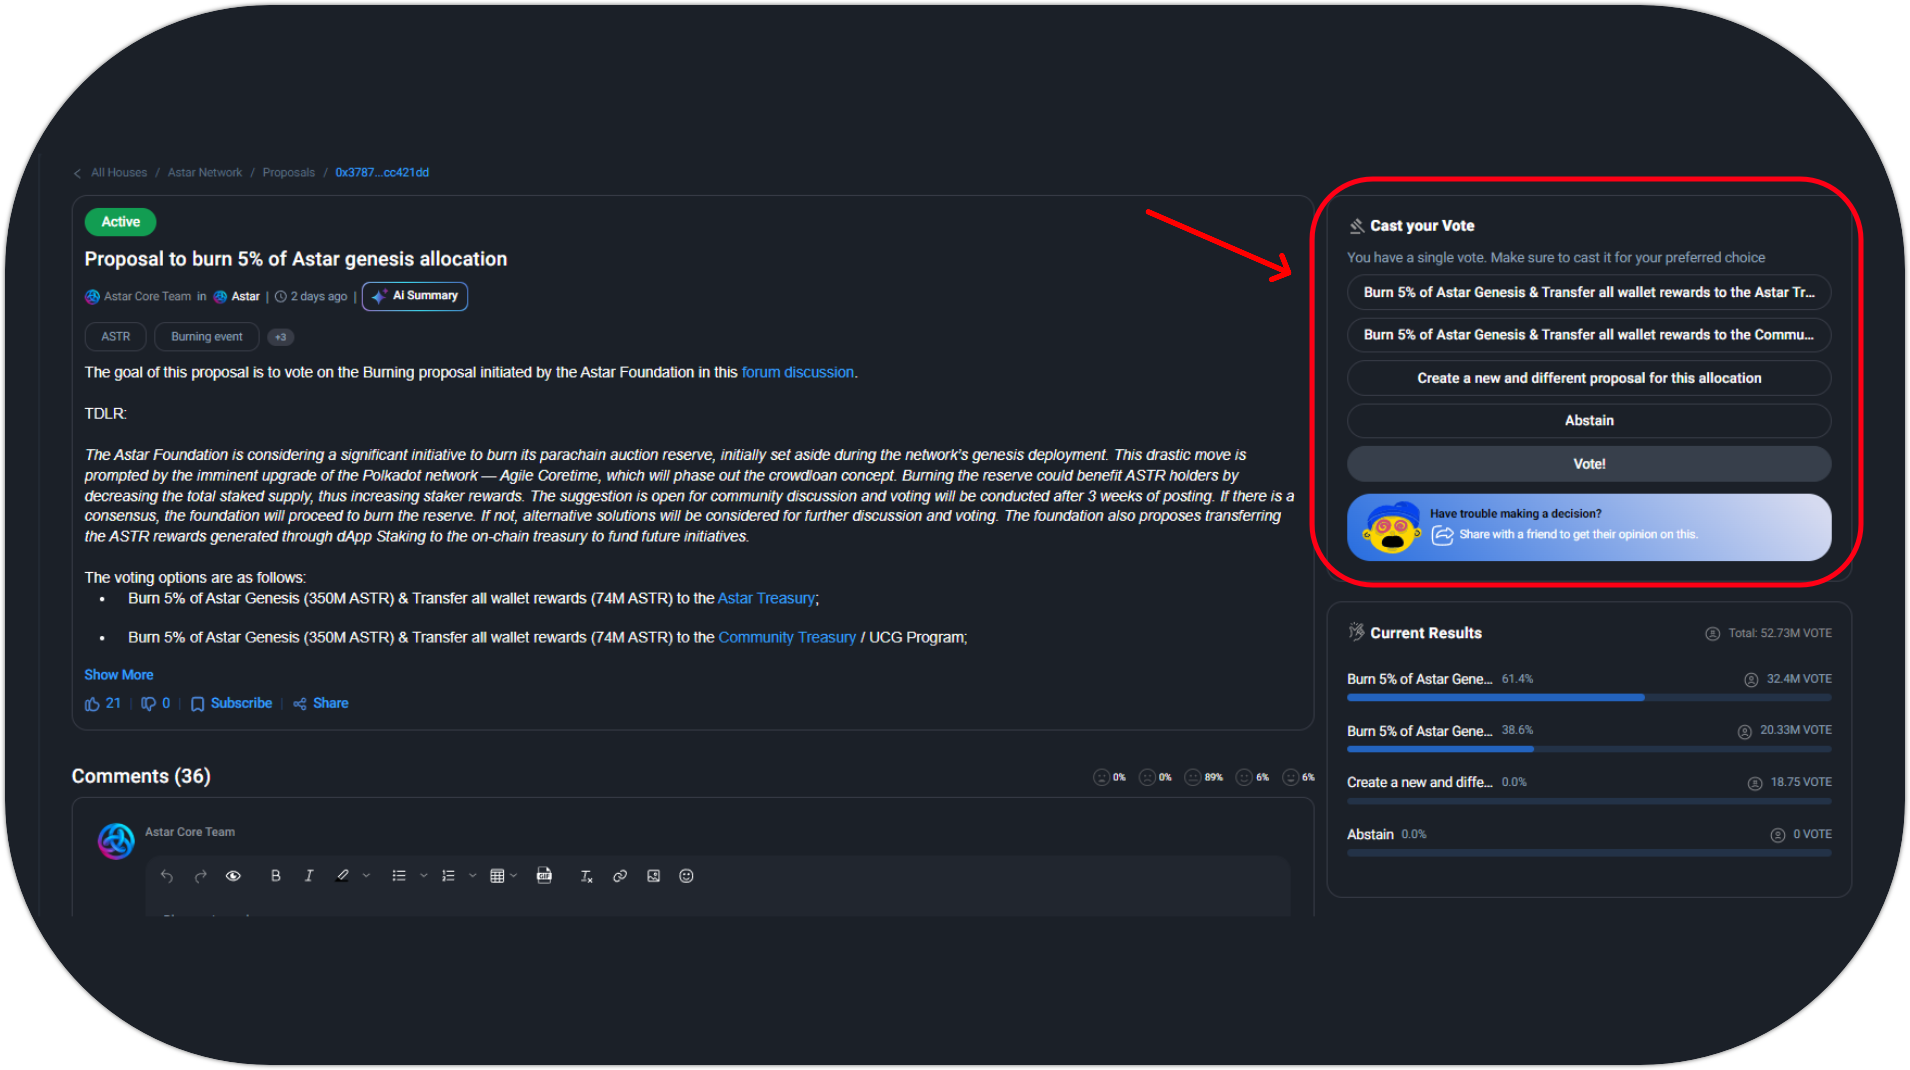 All Houses / Astar Network / Proposals / 0x3787...cc421dd
Active
Proposal to burn 5% of Astar genesis allocation
Astar Core Team in Astar | 2 days ago | AI Summary
ASTR Burning event +3
The goal of this proposal is to vote on the Burning proposal initiated by the Astar Foundation in this forum discussion.
TDLR:
The Astar Foundation is considering a significant initiative to burn its parachain auction reserve, initially set aside during the network's genesis deployment. This drastic move is
prompted by the imminent upgrade of the Polkadot network — Agile Coretime, which will phase out the crowdloan concept. Burning the reserve could benefit ASTR holders by
decreasing the total staked supply, thus increasing staker rewards. The suggestion is open for community discussion and voting will be conducted after 3 weeks of posting. If there is a
consensus, the foundation will proceed to burn the reserve. If not, alternative solutions will be considered for further discussion and voting. The foundation also proposes transferring
the ASTR rewards generated through dApp Staking to the on-chain treasury to fund future initiatives.
The voting options are as follows:
• Burn 5% of Astar Genesis (350M ASTR) & Transfer all wallet rewards (74M ASTR) to the Astar Treasury;
• Burn 5% of Astar Genesis (350M ASTR) & Transfer all wallet rewards (74M ASTR) to the Community Treasury / UCG Program;
Show More
21 | 0 | Subscribe | Share
Comments (36)
0% 0% 89% 6% 6%
Astar Core Team
B I GIF
Cast your Vote
You have a single vote. Make sure to cast it for your preferred choice
Burn 5% of Astar Genesis & Transfer all wallet rewards to the Astar Tr...
Burn 5% of Astar Genesis & Transfer all wallet rewards to the Commu...
Create a new and different proposal for this allocation
Abstain
Vote!
Have trouble making a decision?
Share with a friend to get their opinion on this.
Current Results Total: 52.73M VOTE
Burn 5% of Astar Gene... 61.4% 32.4M VOTE
Burn 5% of Astar Gene... 38.6% 20.33M VOTE
Create a new and diffe... 0.0% 18.75 VOTE
Abstain 0.0% 0 VOTE